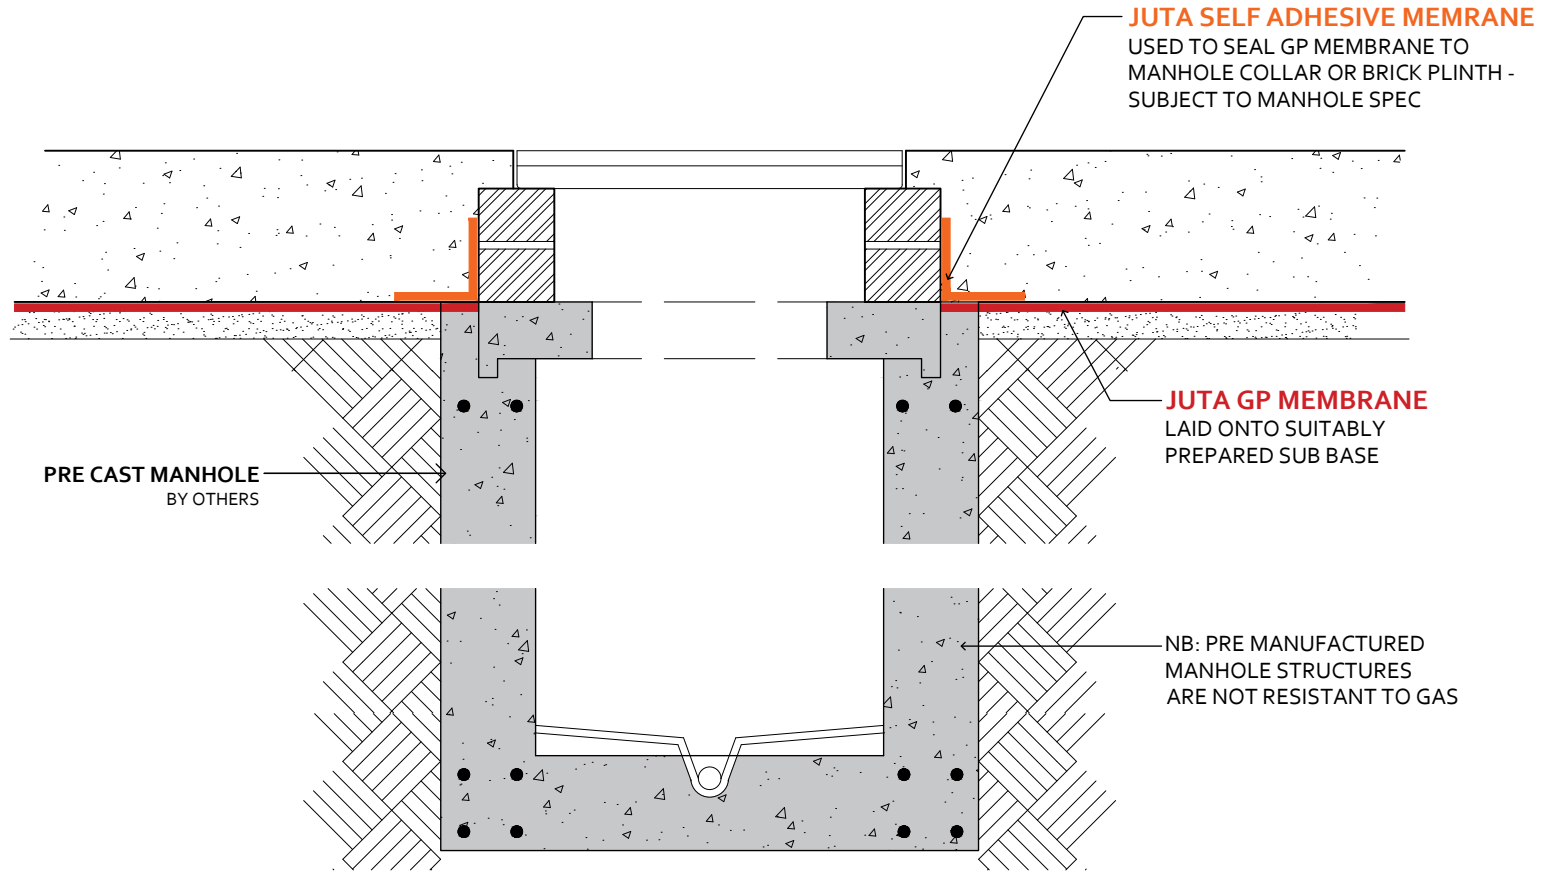 JUTA SELF ADHESIVE MEMRANE
USED TO SEAL GP MEMBRANE TO
MANHOLE COLLAR OR BRICK PLINTH -
SUBJECT TO MANHOLE SPEC
JUTA GP MEMBRANE
LAID ONTO SUITABLY
PREPARED SUB BASE
PRE CAST MANHOLE
BY OTHERS
NB: PRE MANUFACTURED
MANHOLE STRUCTURES
ARE NOT RESISTANT TO GAS